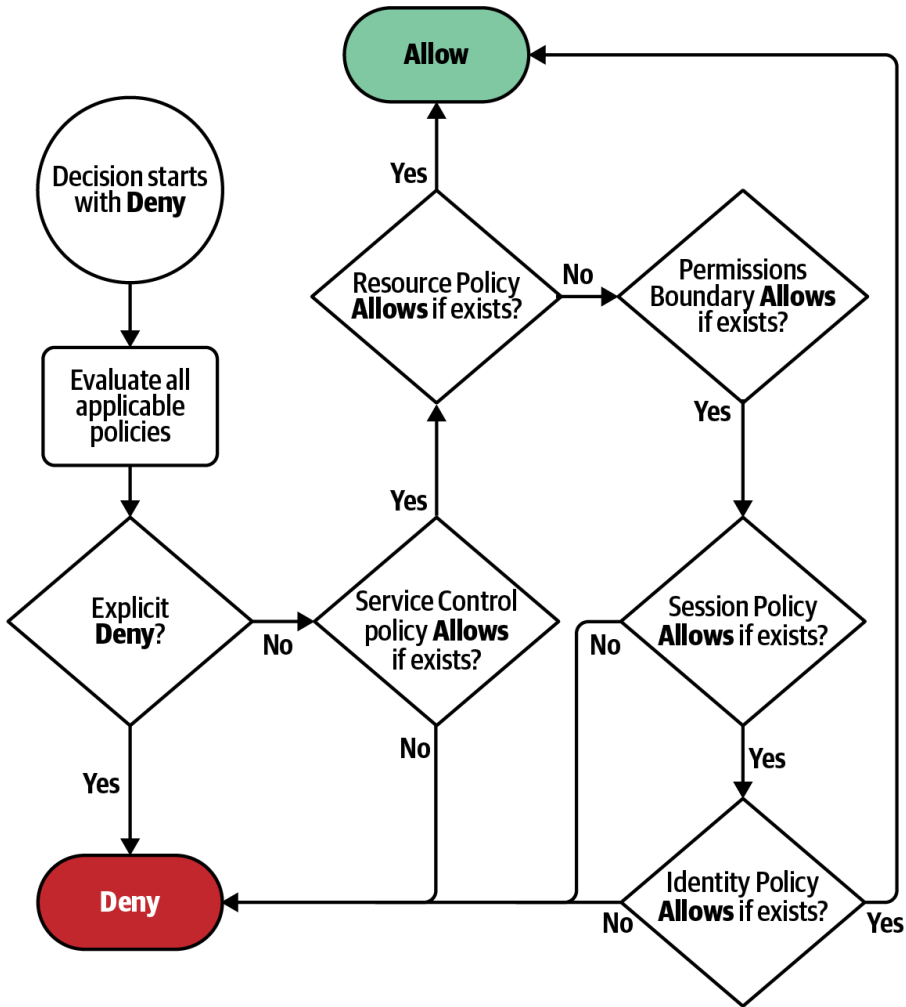 Allow
Decision starts
with Deny
Yes
Resource Policy
Allows if exists?
No
Permissions
Boundary Allows
if exists?
Evaluate all
applicable
policies
Yes
Yes
Explicit
Deny?
No
Service Control
policy Allows
if exists?
Session Policy
Allows if exists?
No
No
Yes
Yes
Deny
Identity Policy
Allows if exists?
No
Yes